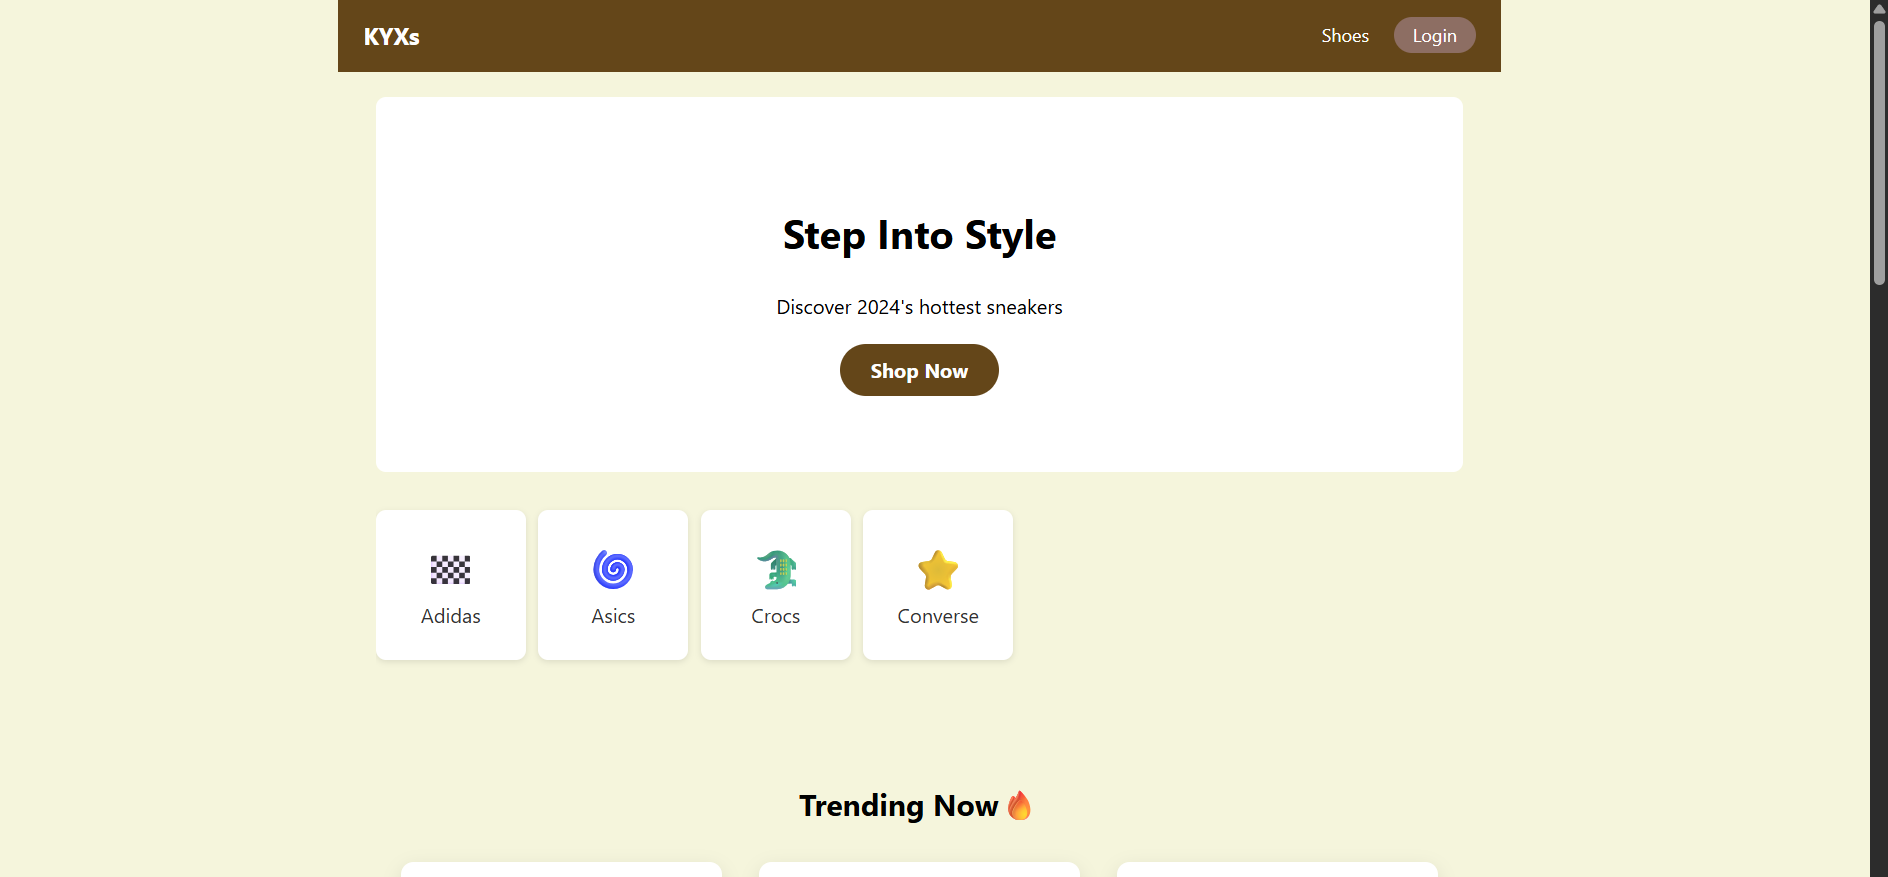 KYXs
Shoes
Login
Step Into Style
Discover 2024's hottest sneakers
Shop Now
Adidas
Asics
Crocs
Converse
Trending Now🔥